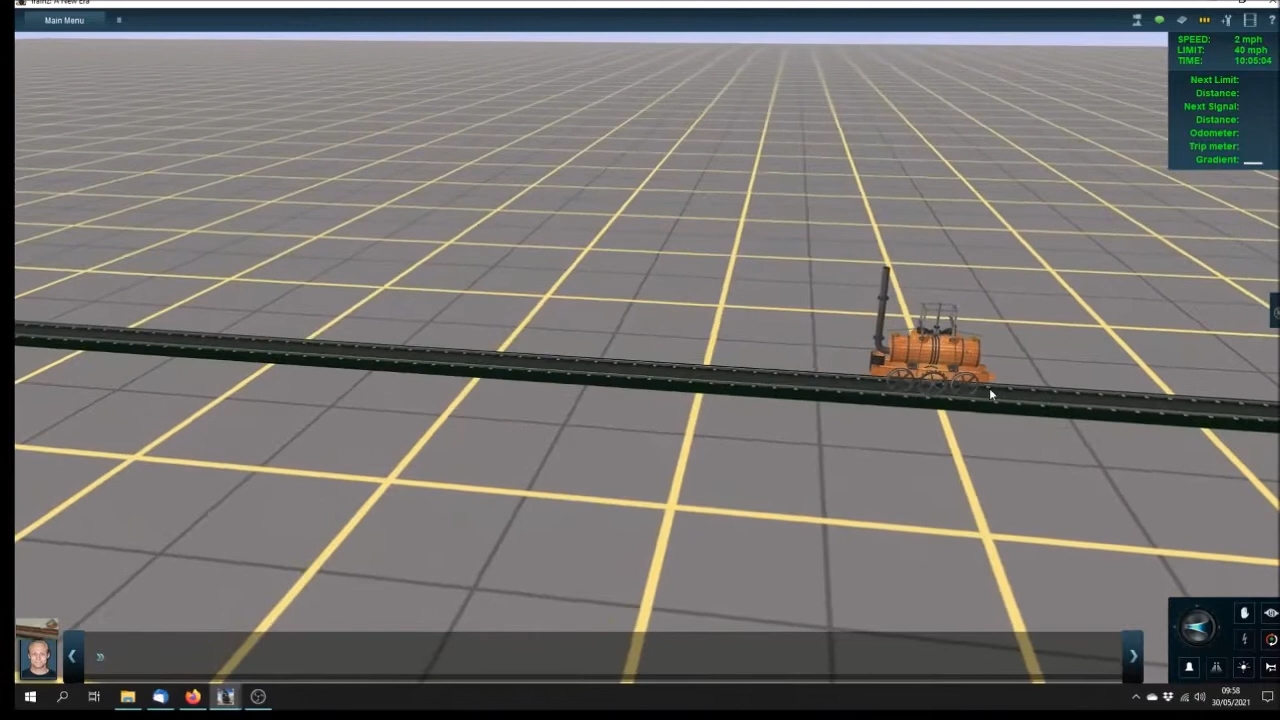 Trainz: A New Era
Main Menu
?
SPEED: 2 mph
LIMIT: 40 mph
TIME: 10:05:04
Next Limit:
Distance:
Next Signal:
Distance:
Odometer:
Trip meter:
Gradient:
09:58
30/05/2021